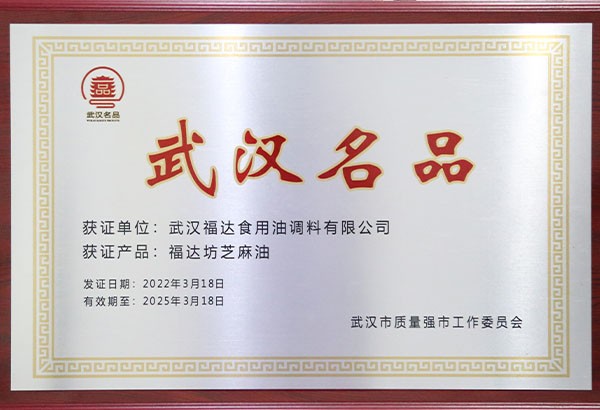 武汉名品
武汉名品
获证单位：武汉福达食用油调料有限公司
获证产品：福达坊芝麻油
发证日期：2022年3月18日
有效期至：2025年3月18日
武汉市质量强市工作委员会